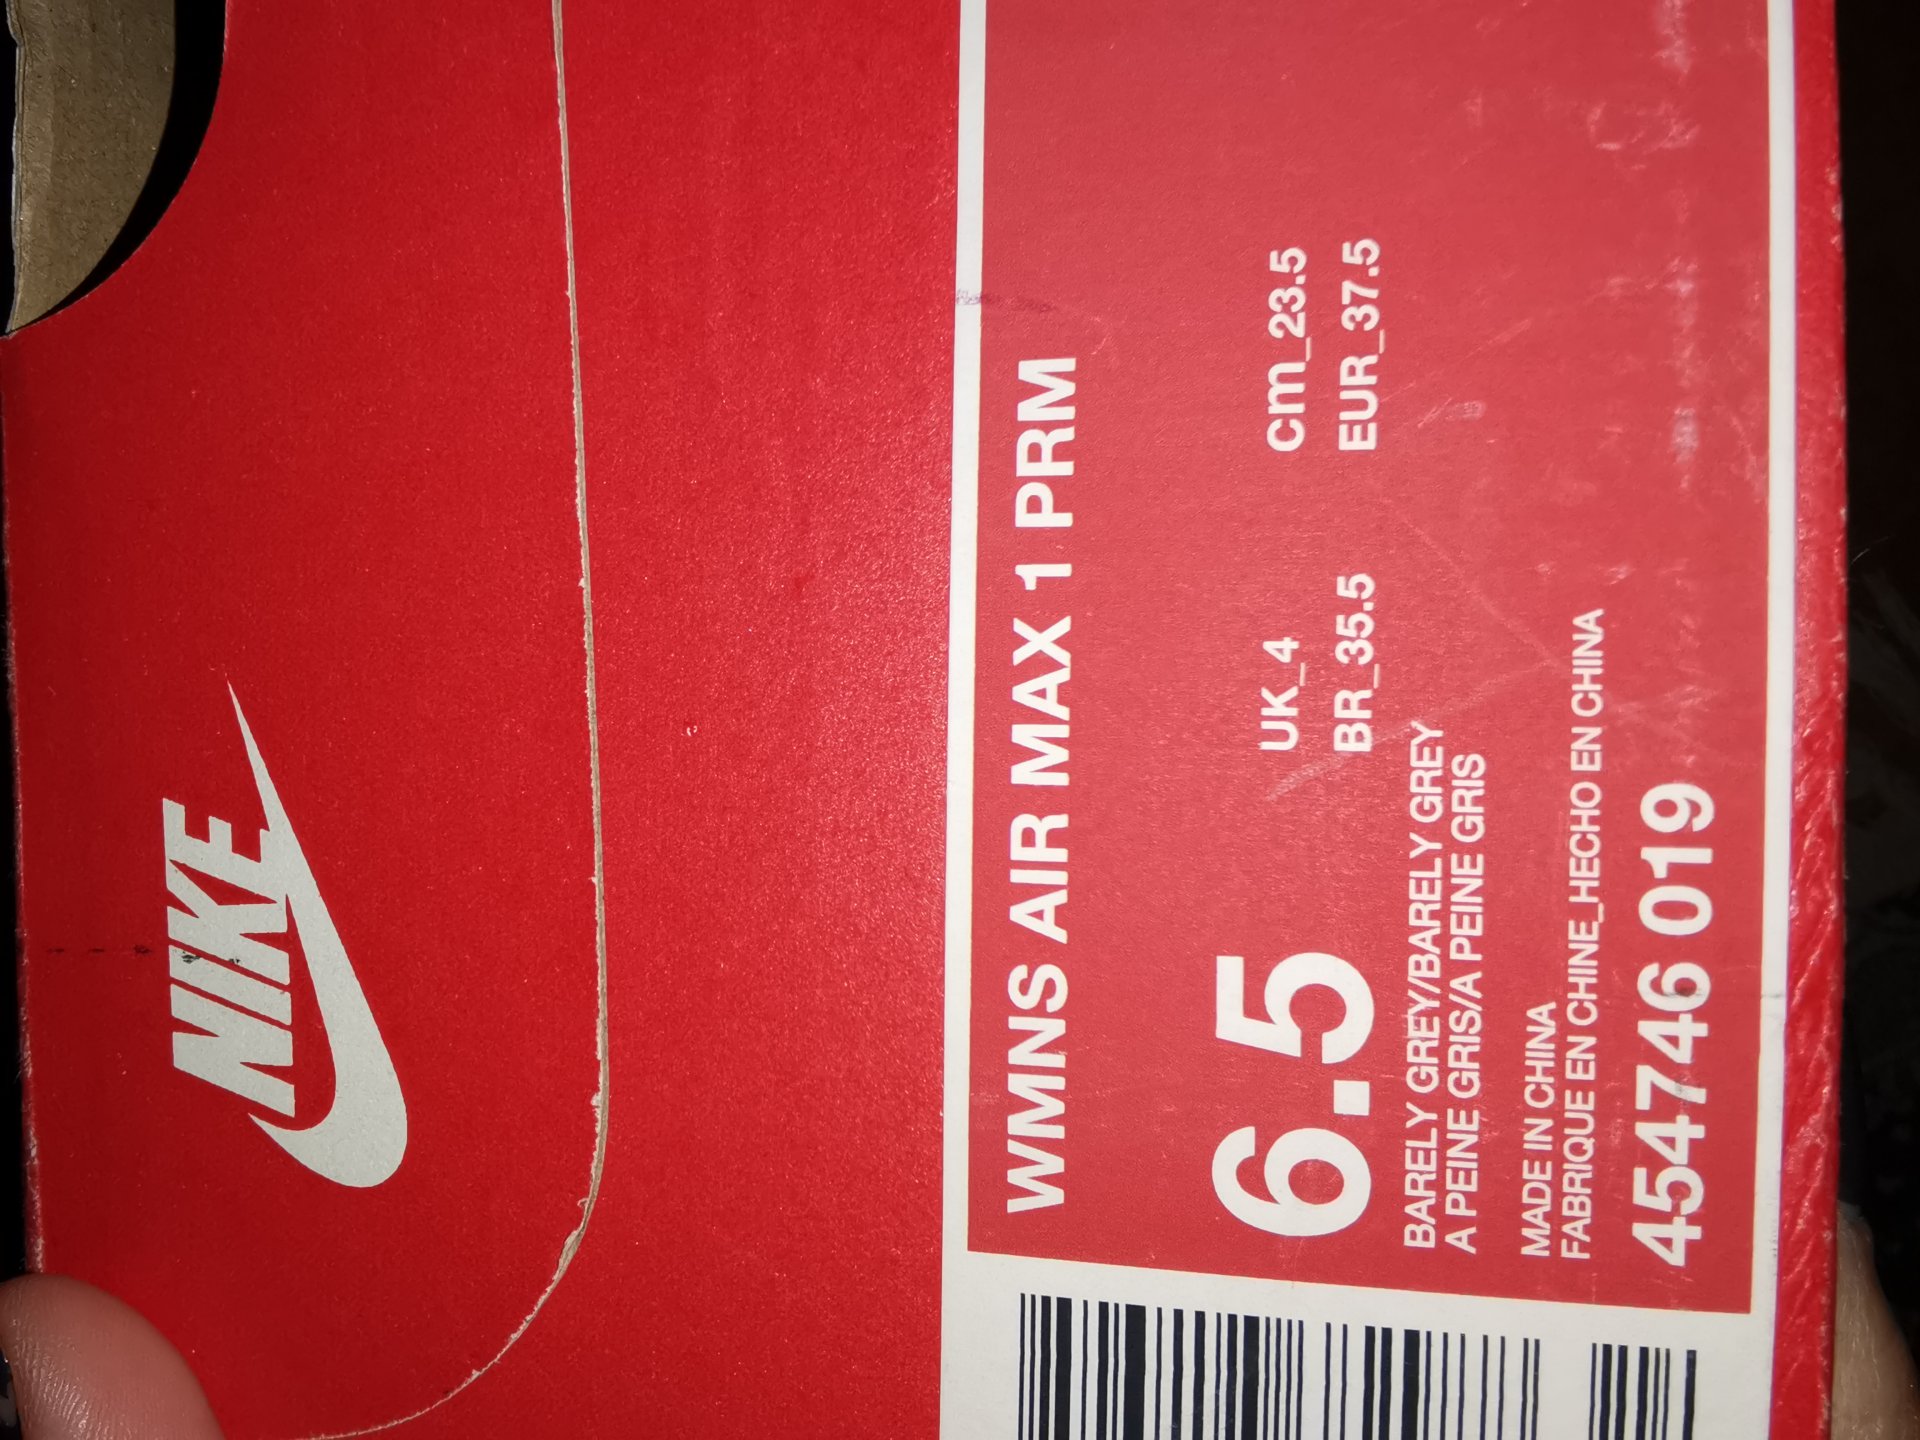 NIKE
WMNS AIR MAX 1 PRM
6.5
UK_4 Cm_23.5
BR_35.5 EUR_37.5
BARELY GREY/BARELY GREY
A PEINE GRIS/A PEINE GRIS
MADE IN CHINA
FABRIQUE EN CHINE_HECHO EN CHINA
454746 019